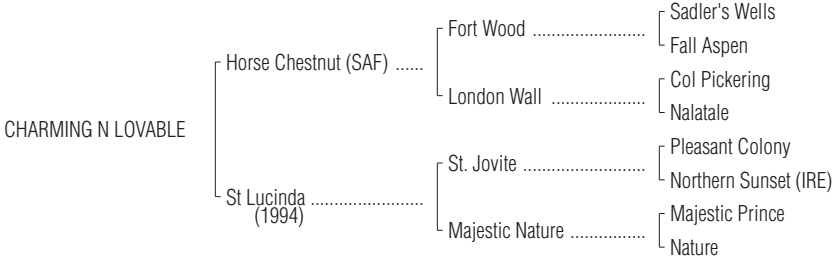 Sadler's Wells
Fort Wood ........................
Fall Aspen
Horse Chestnut (SAF) ......
Col Pickering
London Wall ....................
Nalatale
CHARMING N LOVABLE
Pleasant Colony
St. Jovite ..........................
Northern Sunset (IRE)
St Lucinda ........................
(1994)
Majestic Prince
Majestic Nature ................
Nature